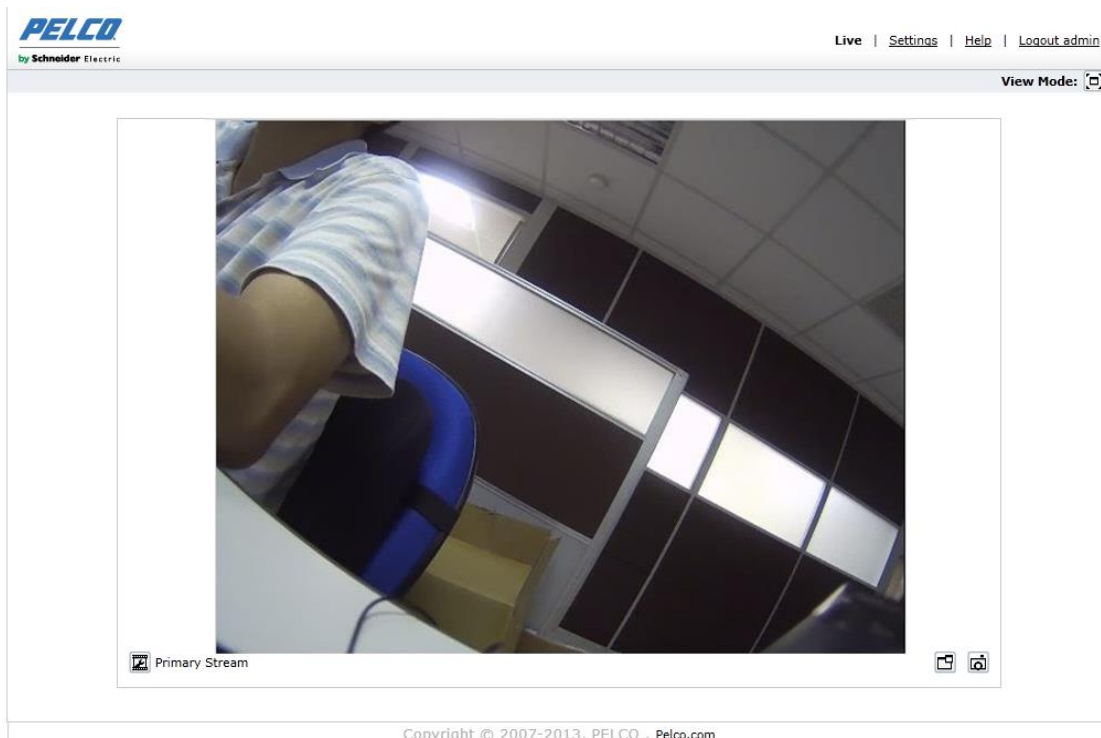 PELCO
by Schneider Electric
Live | Settings | Help | Logout admin
View Mode:
Primary Stream
Copyright © 2007-2013, PELCO . Pelco.com